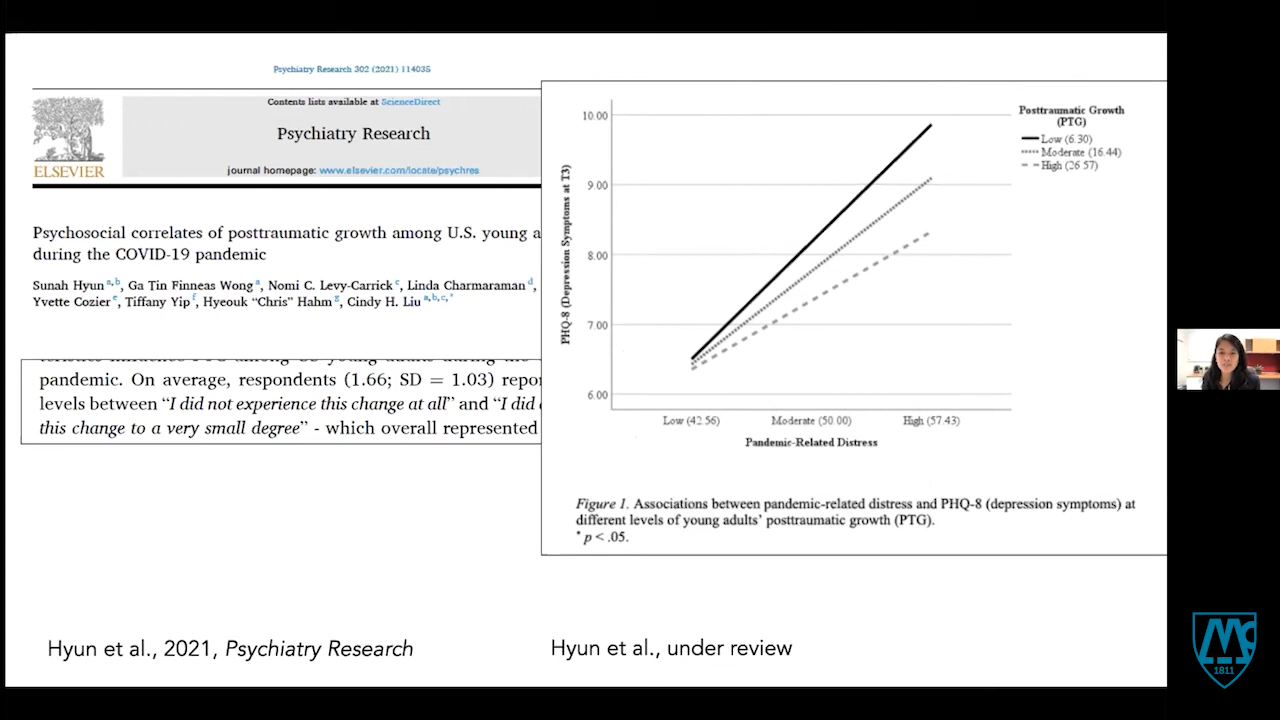 Psychiatry Research 302 (2021) 114035
Contents lists available at ScienceDirect
Psychiatry Research
journal homepage: www.elsevier.com/locate/psychres
ELSEVIER
Psychosocial correlates of posttraumatic growth among U.S. young a
during the COVID-19 pandemic
Sunah Hyun a,b, Ga Tin Finneas Wong a, Nomi C. Levy-Carrick c, Linda Charmaraman d,
Yvette Cozier e, Tiffany Yip f, Hyeouk “Chris” Hahm g, Cindy H. Liu a,b,c,*
pandemic. On average, respondents (1.66; SD = 1.03) repo
levels between “I did not experience this change at all” and “I did
this change to a very small degree” - which overall represented
Hyun et al., 2021, Psychiatry Research
PHQ-8 (Depression Symptoms at T3)
10.00
9.00
8.00
7.00
6.00
Low (42.56) Moderate (50.00) High (57.43)
Pandemic-Related Distress
Posttraumatic Growth
(PTG)
Low (6.30)
Moderate (16.44)
High (26 57)
Figure 1. Associations between pandemic-related distress and PHQ-8 (depression symptoms) at
different levels of young adults’ posttraumatic growth (PTG).
* p < .05.
Hyun et al., under review
1811